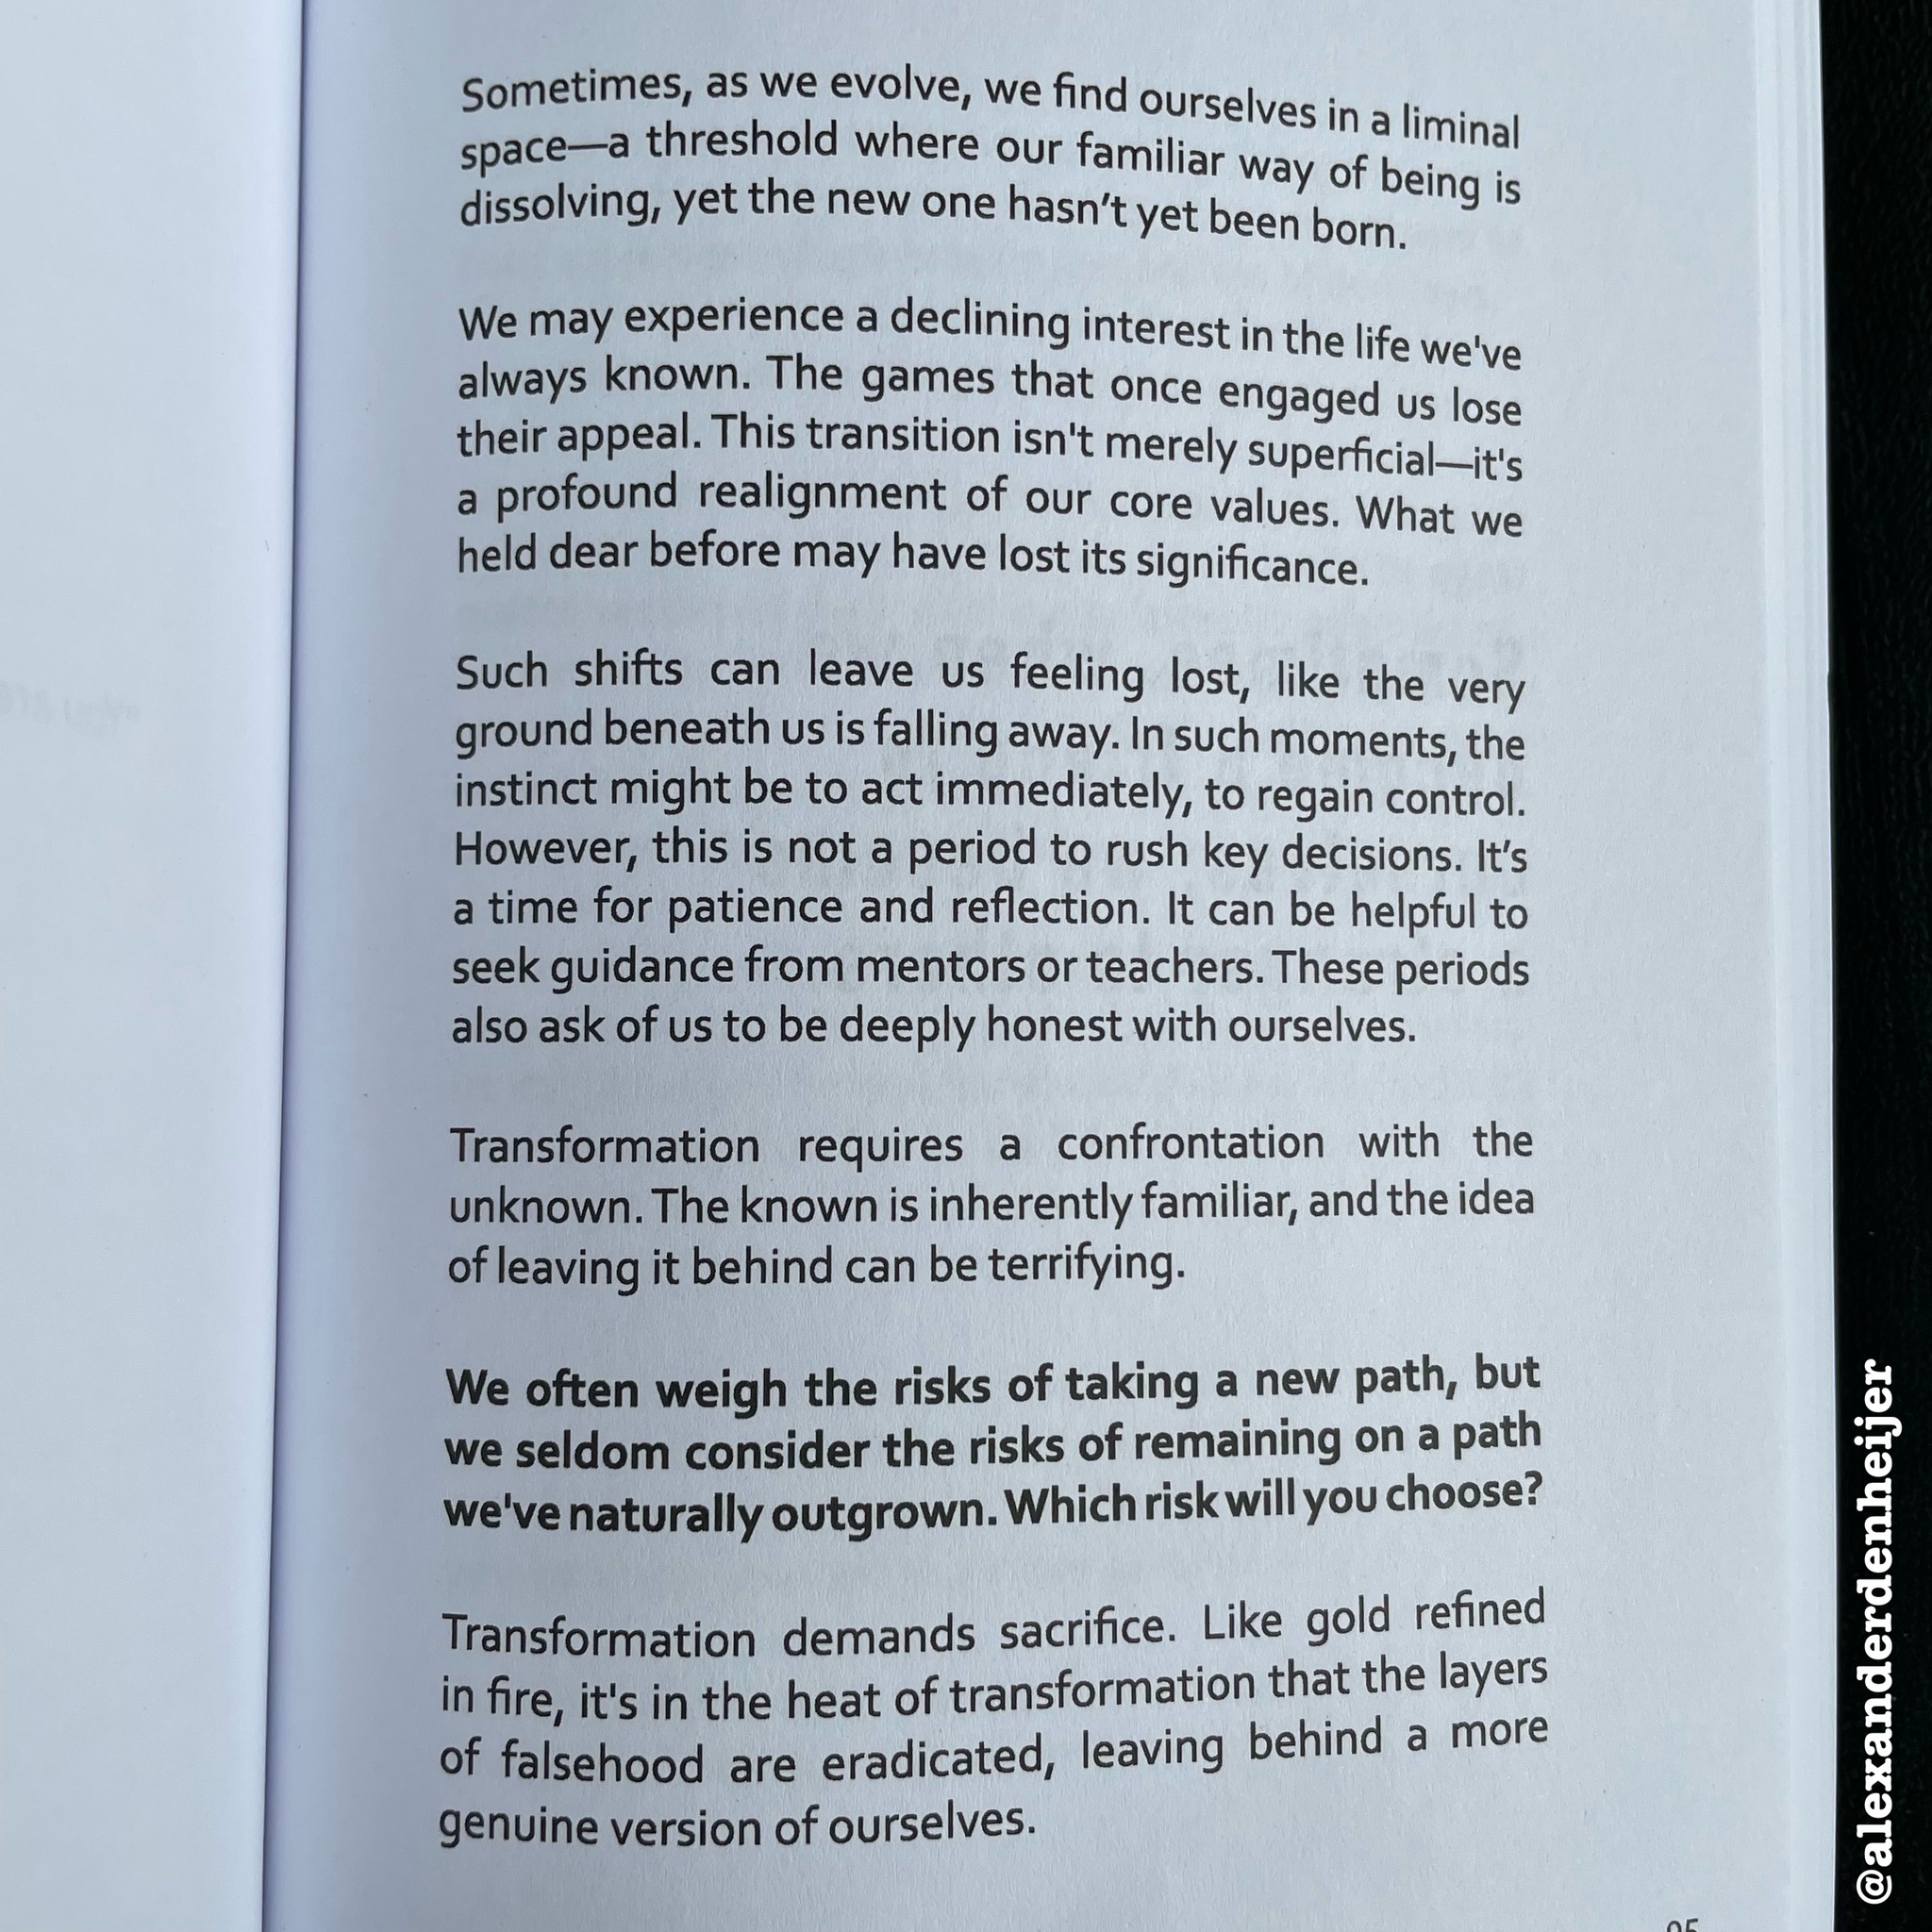 Sometimes, as we evolve, we find ourselves in a liminal
space—a threshold where our familiar way of being is
dissolving, yet the new one hasn’t yet been born.
We may experience a declining interest in the life we've
always known. The games that once engaged us lose
their appeal. This transition isn't merely superficial—it's
a profound realignment of our core values. What we
held dear before may have lost its significance.
Such shifts can leave us feeling lost, like the very
ground beneath us is falling away. In such moments, the
instinct might be to act immediately, to regain control.
However, this is not a period to rush key decisions. It’s
a time for patience and reflection. It can be helpful to
seek guidance from mentors or teachers. These periods
also ask of us to be deeply honest with ourselves.
Transformation requires a confrontation with the
unknown. The known is inherently familiar, and the idea
of leaving it behind can be terrifying.
We often weigh the risks of taking a new path, but
we seldom consider the risks of remaining on a path
we've naturally outgrown. Which risk will you choose?
Transformation demands sacrifice. Like gold refined
in fire, it's in the heat of transformation that the layers
of falsehood are eradicated, leaving behind a more
genuine version of ourselves.
@alexanderdenheijer